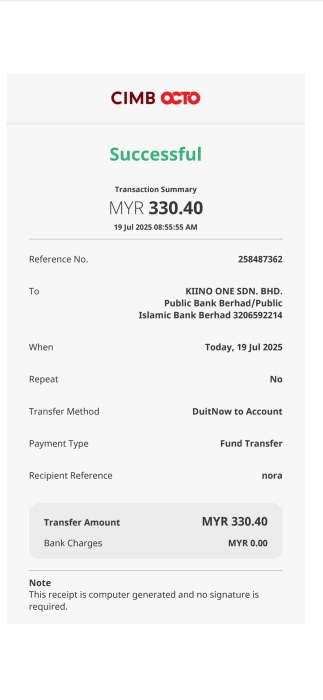 CIMB OCTO
Successful
Transaction Summary
MYR 330.40
19 Jul 2025 08:55:55 AM
Reference No. 258487362
To KIINO ONE SDN. BHD.
Public Bank Berhad/Public
Islamic Bank Berhad 3206592214
When Today, 19 Jul 2025
Repeat No
Transfer Method DuitNow to Account
Payment Type Fund Transfer
Recipient Reference nora
Transfer Amount MYR 330.40
Bank Charges MYR 0.00
Note
This receipt is computer generated and no signature is
required.